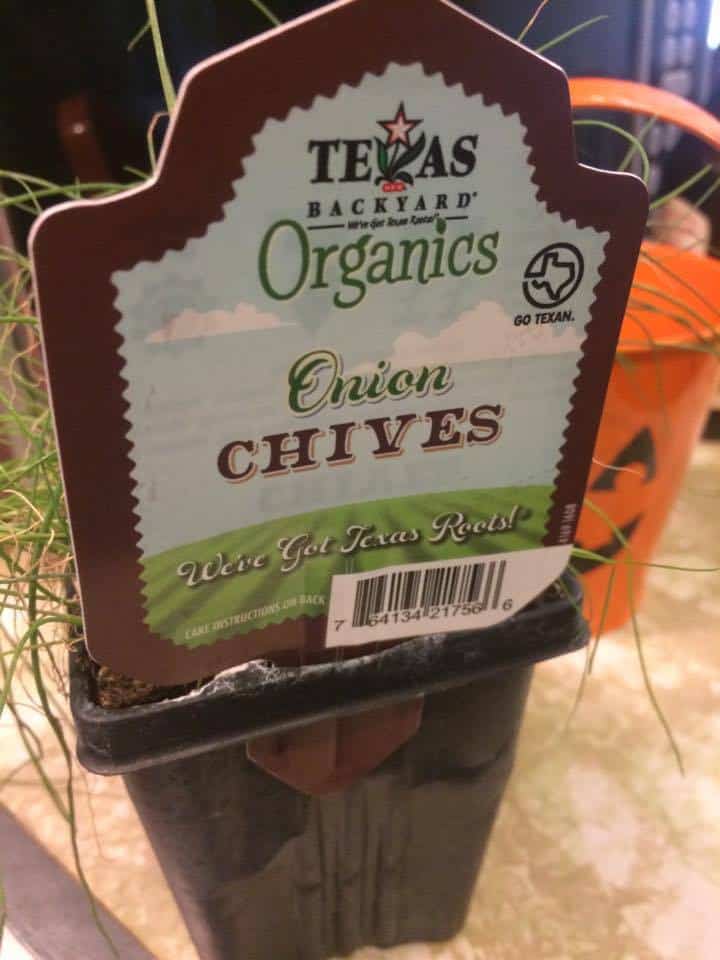 TEXAS
BACKYARD
We've Got Texas Roots!
Organics
GO TEXAN.
Onion
CHIVES
We've Got Texas Roots!
CARE INSTRUCTIONS ON BACK
7 64134 21756 6